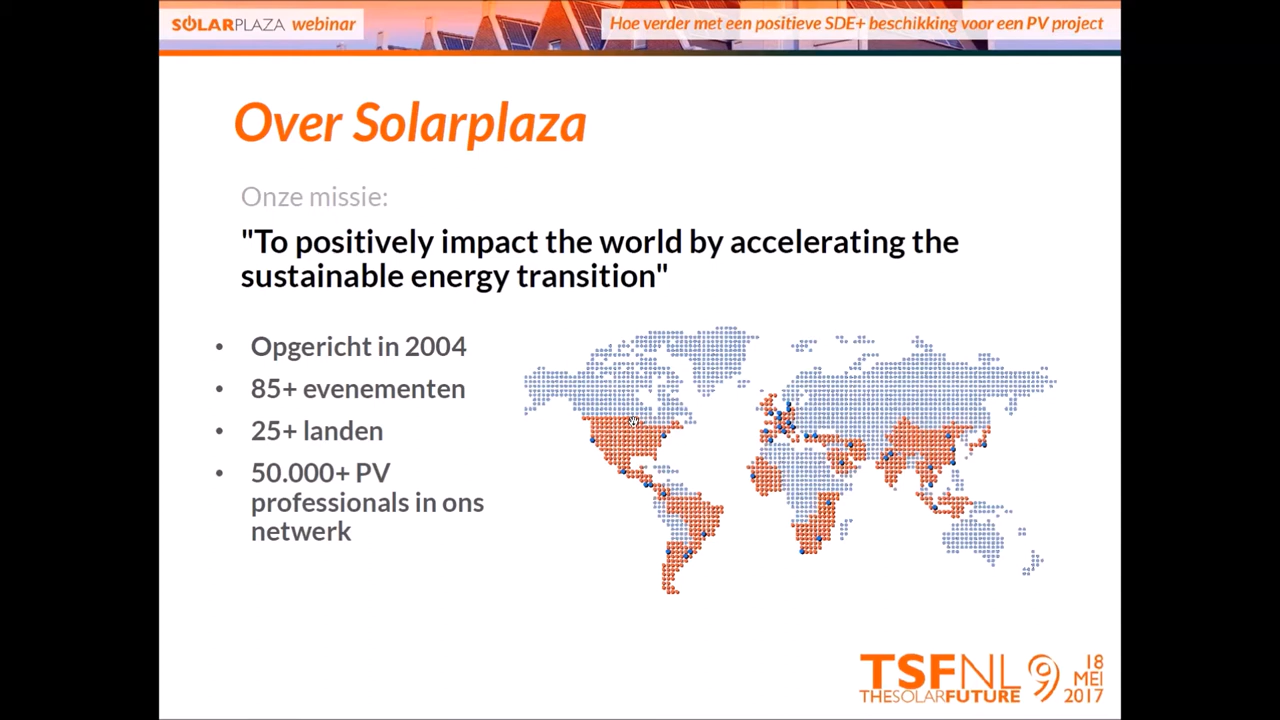 SOLARPLAZA webinar
Hoe verder met een positieve SDE+ beschikking voor een PV project
Over Solarplaza
Onze missie:
"To positively impact the world by accelerating the
sustainable energy transition"
• Opgericht in 2004
• 85+ evenementen
• 25+ landen
• 50.000+ PV
professionals in ons
netwerk
TSFNL 9
THESOLARFUTURE
18
MEI
2017